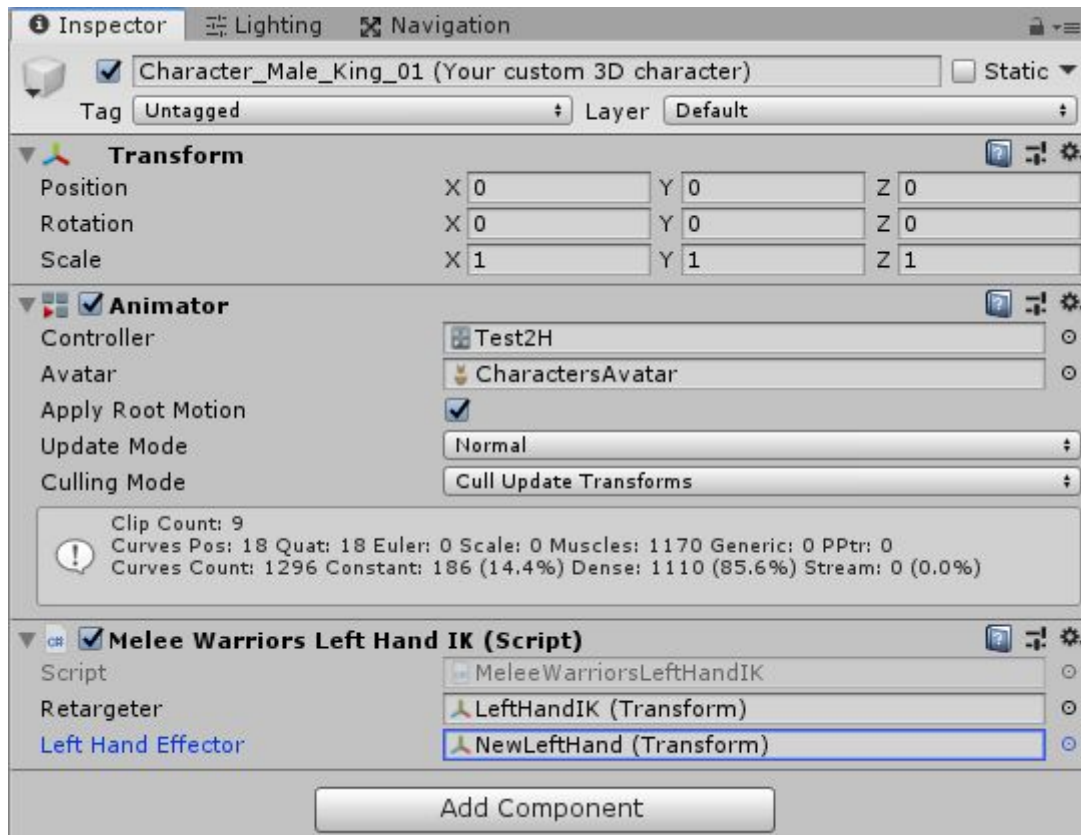 Inspector Lighting Navigation
Character_Male_King_01 (Your custom 3D character) Static
Tag Untagged Layer Default
Transform
Position X 0 Y 0 Z 0
Rotation X 0 Y 0 Z 0
Scale X 1 Y 1 Z 1
Animator
Controller Test2H
Avatar CharactersAvatar
Apply Root Motion
Update Mode Normal
Culling Mode Cull Update Transforms
Clip Count: 9
Curves Pos: 18 Quat: 18 Euler: 0 Scale: 0 Muscles: 1170 Generic: 0 PPtr: 0
Curves Count: 1296 Constant: 186 (14.4%) Dense: 1110 (85.6%) Stream: 0 (0.0%)
C# Melee Warriors Left Hand IK (Script)
Script MeleeWarriorsLeftHandIK
Retargeter LeftHandIK (Transform)
Left Hand Effector NewLeftHand (Transform)
Add Component